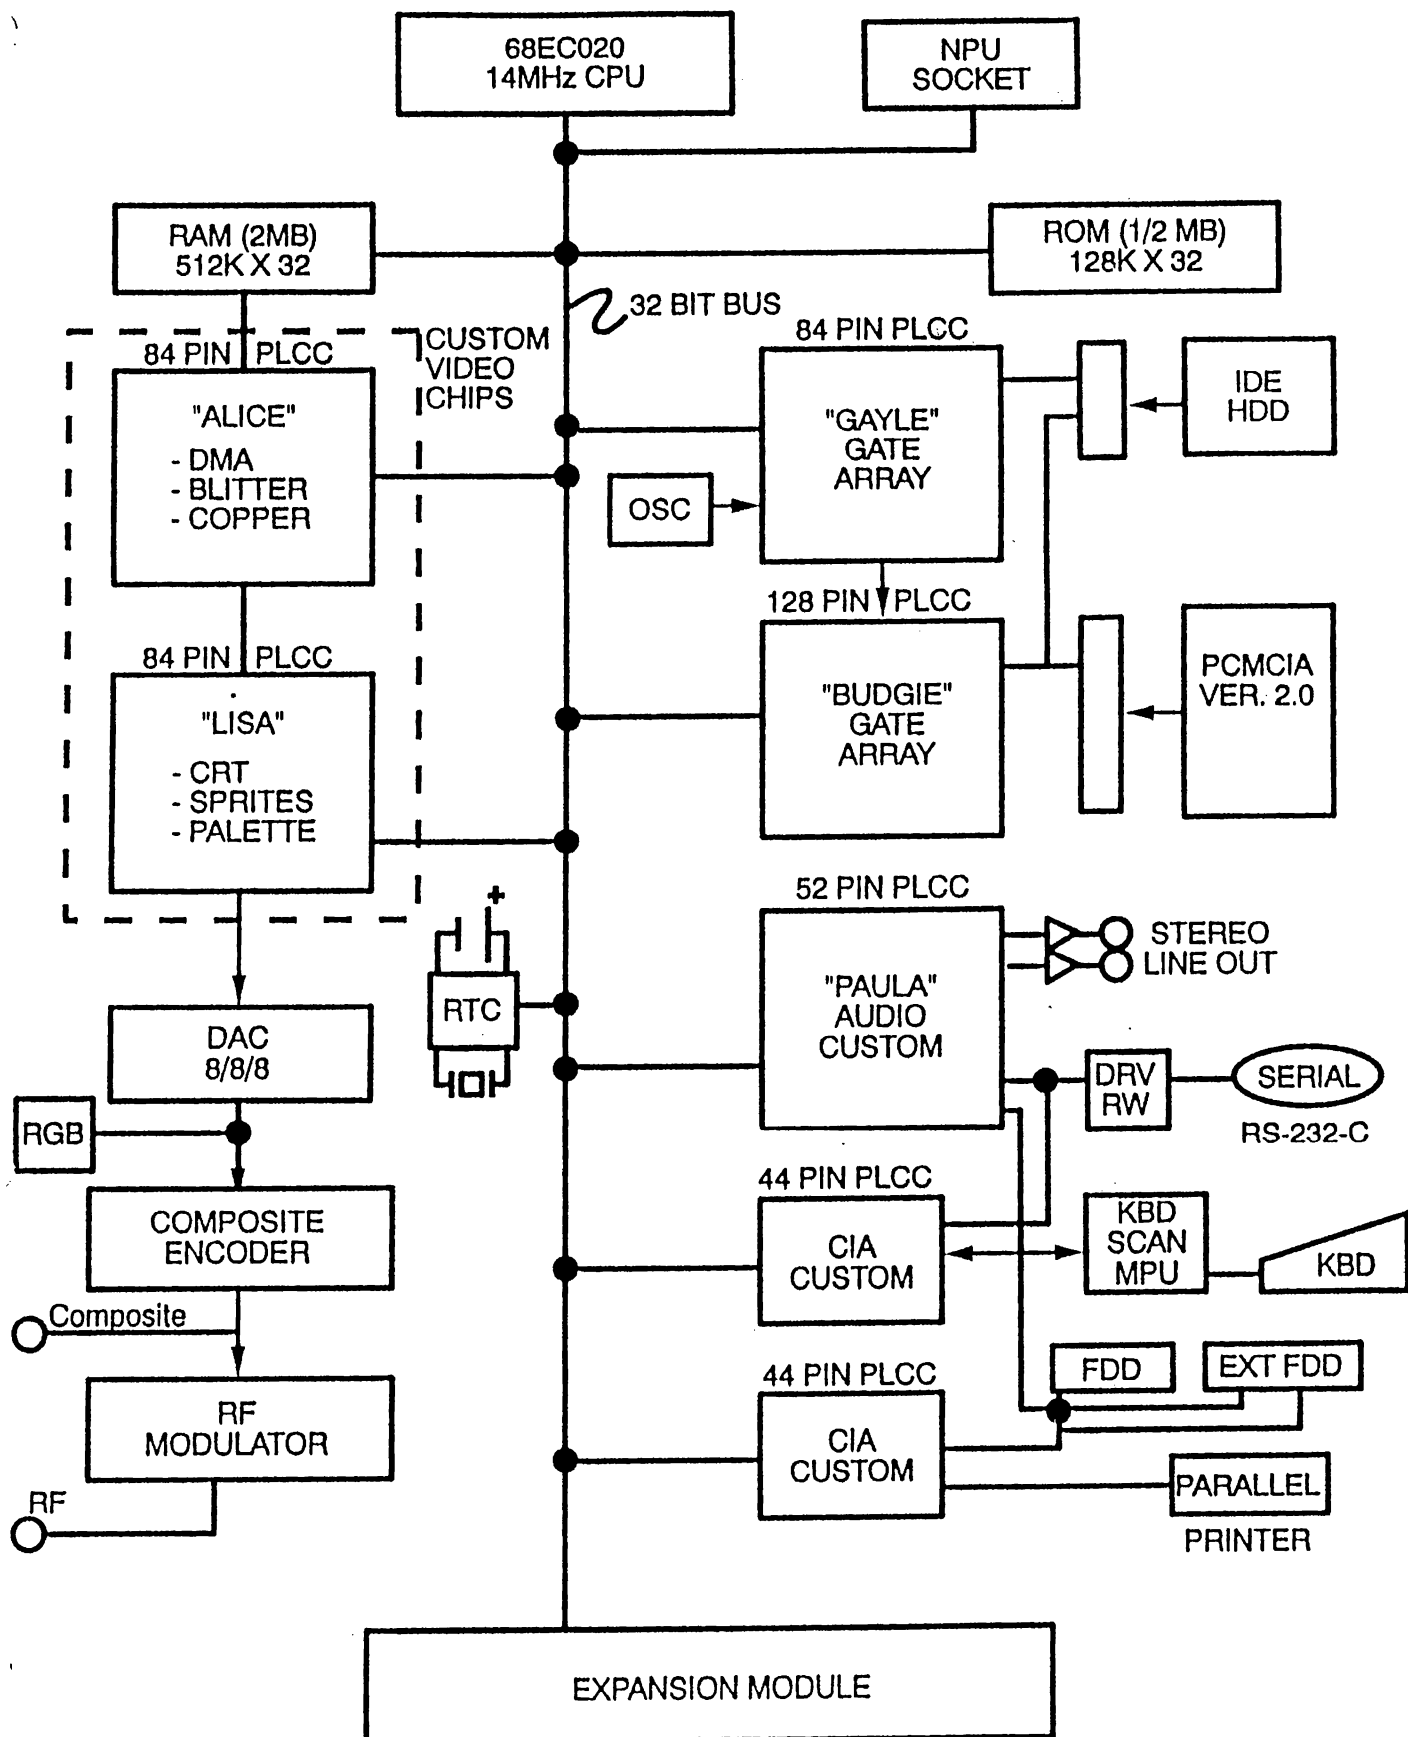 68EC020
14MHz CPU
NPU
SOCKET
RAM (2MB)
512K X 32
ROM (1/2 MB)
128K X 32
32 BIT BUS
CUSTOM
VIDEO
CHIPS
84 PIN PLCC
"ALICE"
- DMA
- BLITTER
- COPPER
84 PIN PLCC
"GAYLE"
GATE
ARRAY
IDE
HDD
OSC
128 PIN PLCC
"BUDGIE"
GATE
ARRAY
PCMCIA
VER. 2.0
84 PIN PLCC
"LISA"
- CRT
- SPRITES
- PALETTE
+
RTC
52 PIN PLCC
"PAULA"
AUDIO
CUSTOM
STEREO
LINE OUT
DAC
8/8/8
RGB
DRV
RW
SERIAL
RS-232-C
COMPOSITE
ENCODER
44 PIN PLCC
CIA
CUSTOM
KBD
SCAN
MPU
KBD
Composite
RF
MODULATOR
RF
44 PIN PLCC
CIA
CUSTOM
FDD
EXT FDD
PARALLEL
PRINTER
EXPANSION MODULE